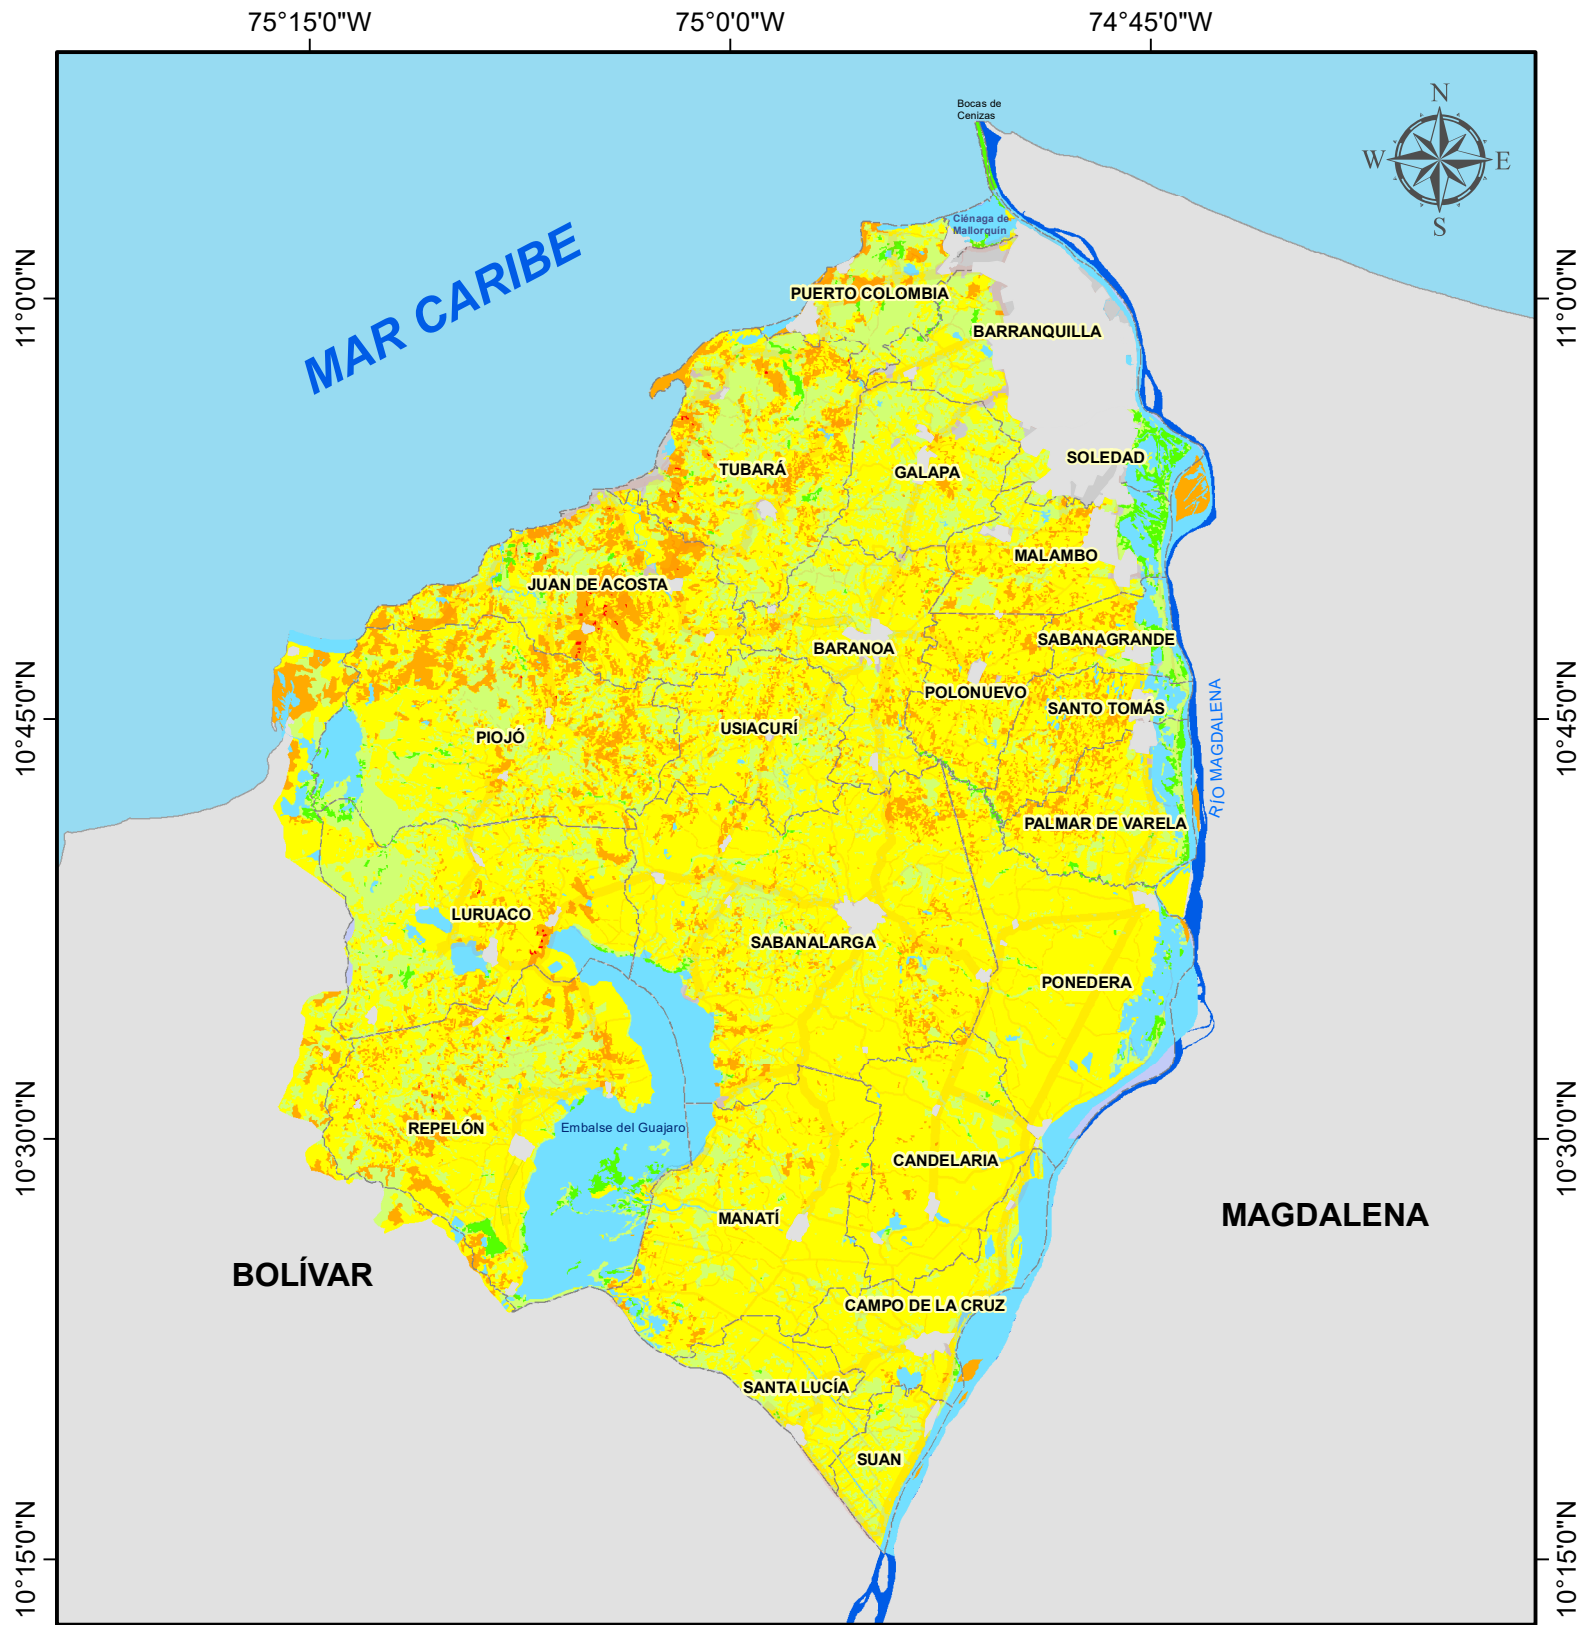 75°15'0"W
75°0'0"W
74°45'0"W
Bocas de
Cenizas
N
W
E
S
Ciénaga de
Mallorquin
MAR CARIBE
11°0'0"N
11°0'0"N
PUERTO COLOMBIA
BARRANQUILLA
SOLEDAD
TUBARÁ
GALAPA
MALAMBO
JUAN DE ACOSTA
SABANAGRANDE
BARANOA
POLONUEVO
SANTO TOMÁS
10°45'0"N
10°45'0"N
PIOJÓ
USIACURÍ
RÍO MAGDALENA
PALMAR DE VARELA
LURUACO
SABANALARGA
PONEDERA
REPELÓN
Embalse del Guajaro
10°30'0"N
10°30'0"N
CANDELARIA
MANATÍ
MAGDALENA
BOLÍVAR
CAMPO DE LA CRUZ
SANTA LUCÍA
SUAN
10°15'0"N
10°15'0"N